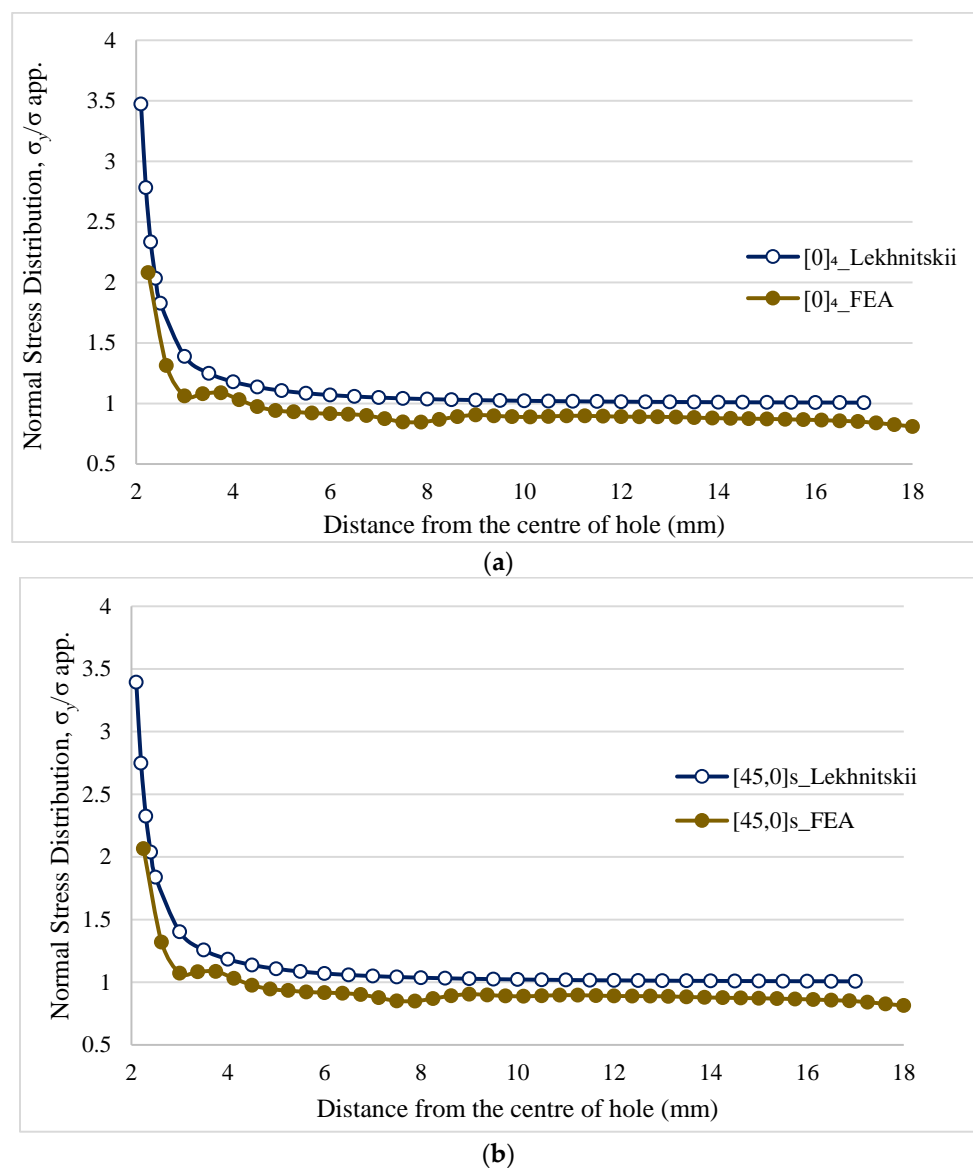 4
3.5
3
2.5
2
1.5
1
0.5
Normal Stress Distribution, σy/σ app.
[0]₄_Lekhnitskii
[0]₄_FEA
2 4 6 8 10 12 14 16 18
Distance from the centre of hole (mm)
(a)
4
3.5
3
2.5
2
1.5
1
0.5
Normal Stress Distribution, σy/σ app.
[45,0]s_Lekhnitskii
[45,0]s_FEA
2 4 6 8 10 12 14 16 18
Distance from the centre of hole (mm)
(b)